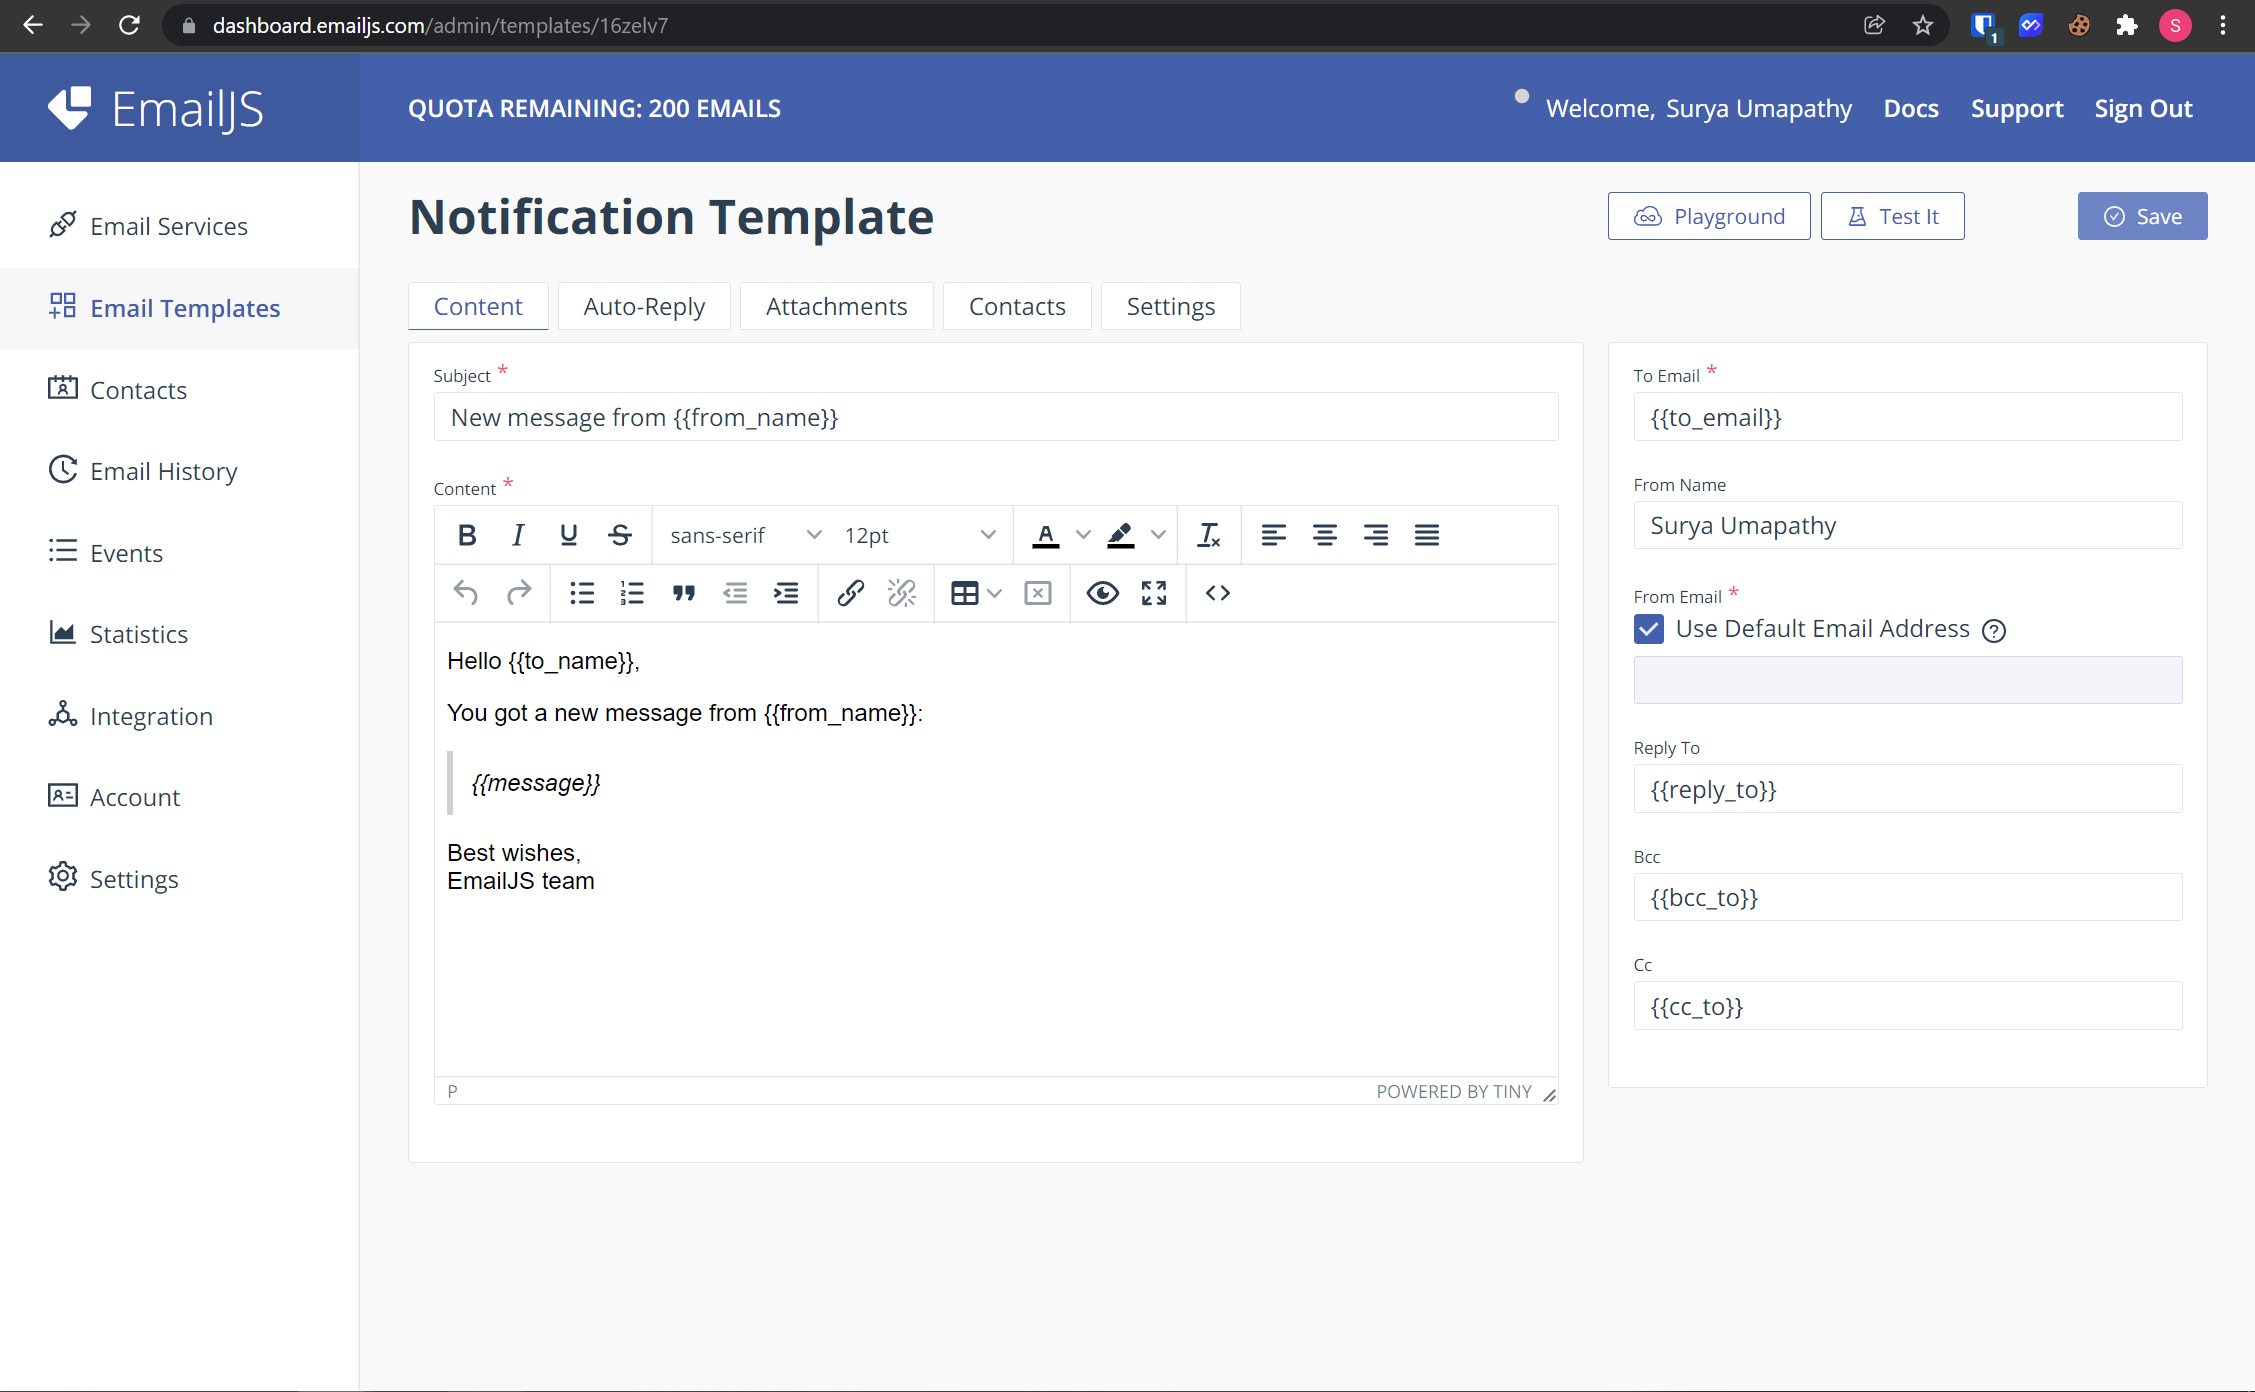 dashboard.emailjs.com/admin/templates/16zelv7
1
S
EmailJS
QUOTA REMAINING: 200 EMAILS
Welcome, Surya Umapathy
Docs
Support
Sign Out
Email Services
Email Templates
Contacts
Email History
Events
Statistics
Integration
Account
Settings
Notification Template
Playground
Test It
Save
Content
Auto-Reply
Attachments
Contacts
Settings
Subject *
New message from {{from_name}}
Content *
B I U S sans-serif 12pt A
Hello {{to_name}},
You got a new message from {{from_name}}:
{{message}}
Best wishes,
EmailJS team
P
POWERED BY TINY
To Email *
{{to_email}}
From Name
Surya Umapathy
From Email *
Use Default Email Address ?
Reply To
{{reply_to}}
Bcc
{{bcc_to}}
Cc
{{cc_to}}